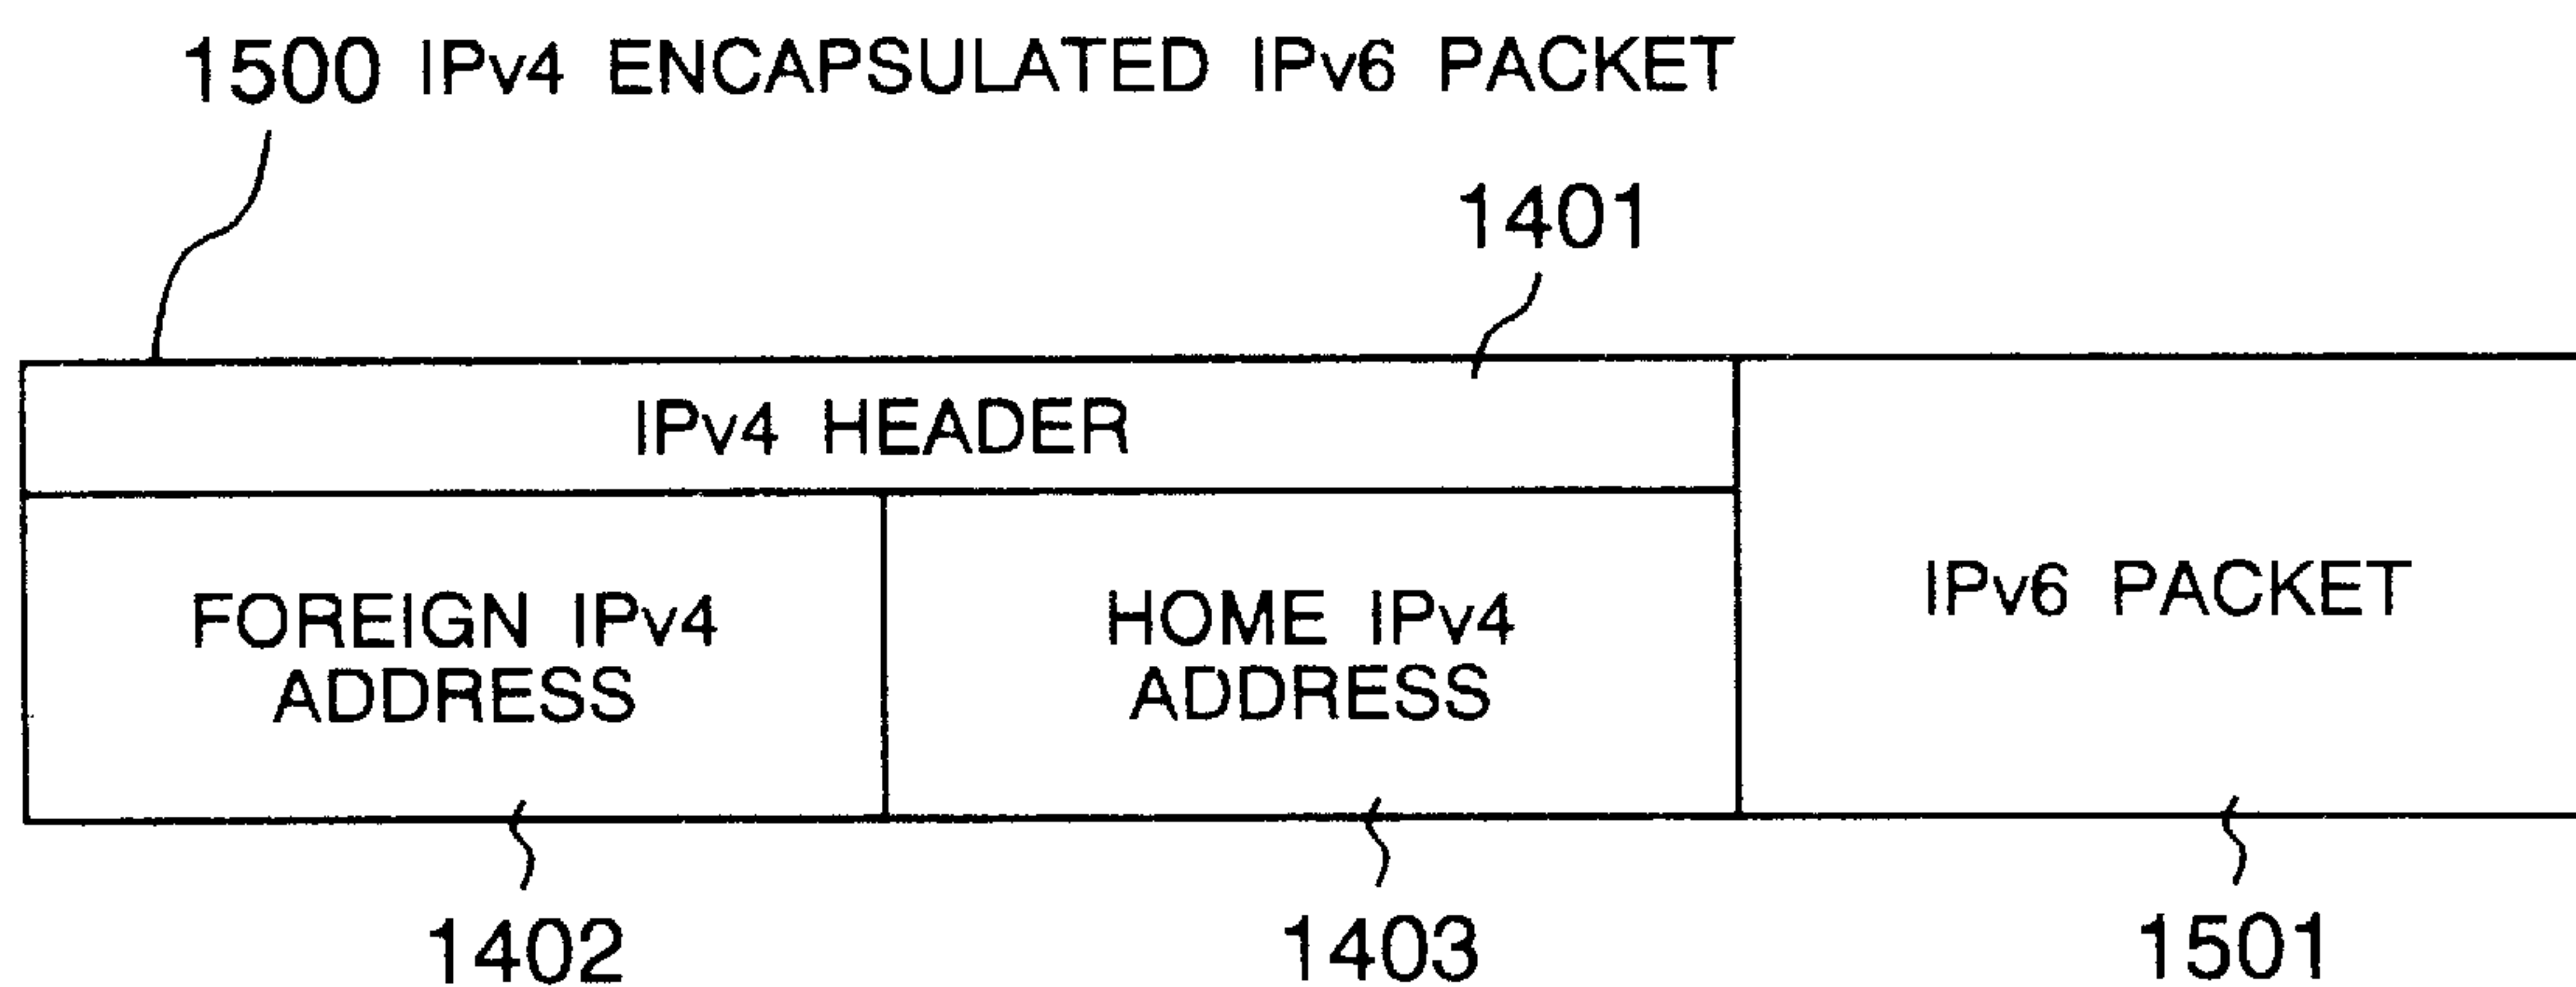 1500 IPv4 ENCAPSULATED IPv6 PACKET
1401
IPv4 HEADER
FOREIGN IPv4
ADDRESS
HOME IPv4
ADDRESS
IPv6 PACKET
1402
1403
1501